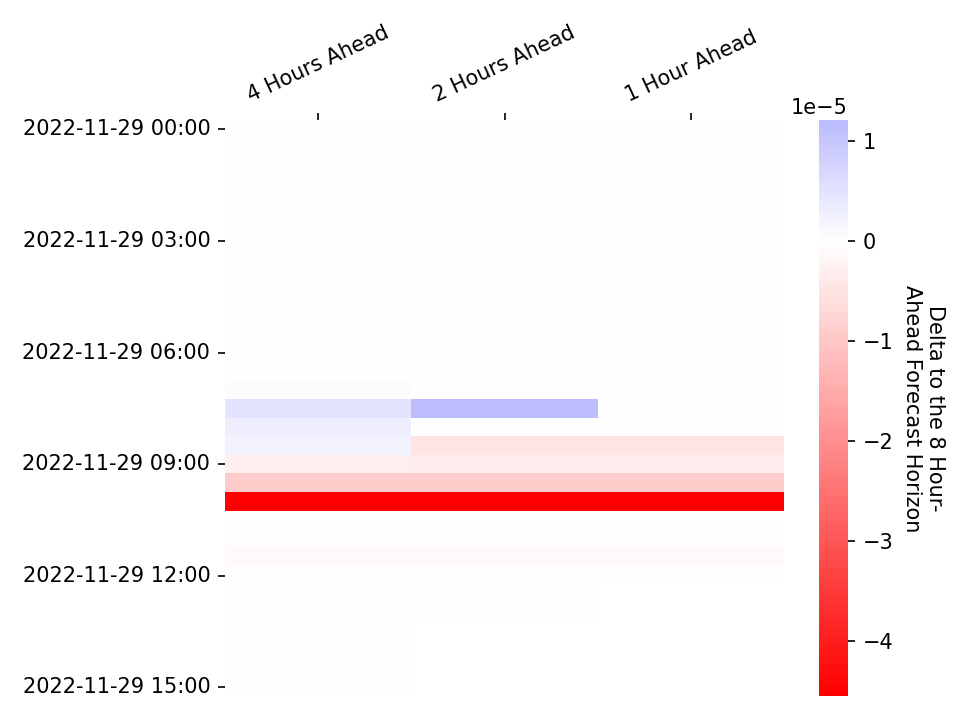 4 Hours Ahead
2 Hours Ahead
1 Hour Ahead
1e−5
2022-11-29 00:00
2022-11-29 03:00
2022-11-29 06:00
2022-11-29 09:00
2022-11-29 12:00
2022-11-29 15:00
1
0
−1
−2
−3
−4
Delta to the 8 Hour-
Ahead Forecast Horizon